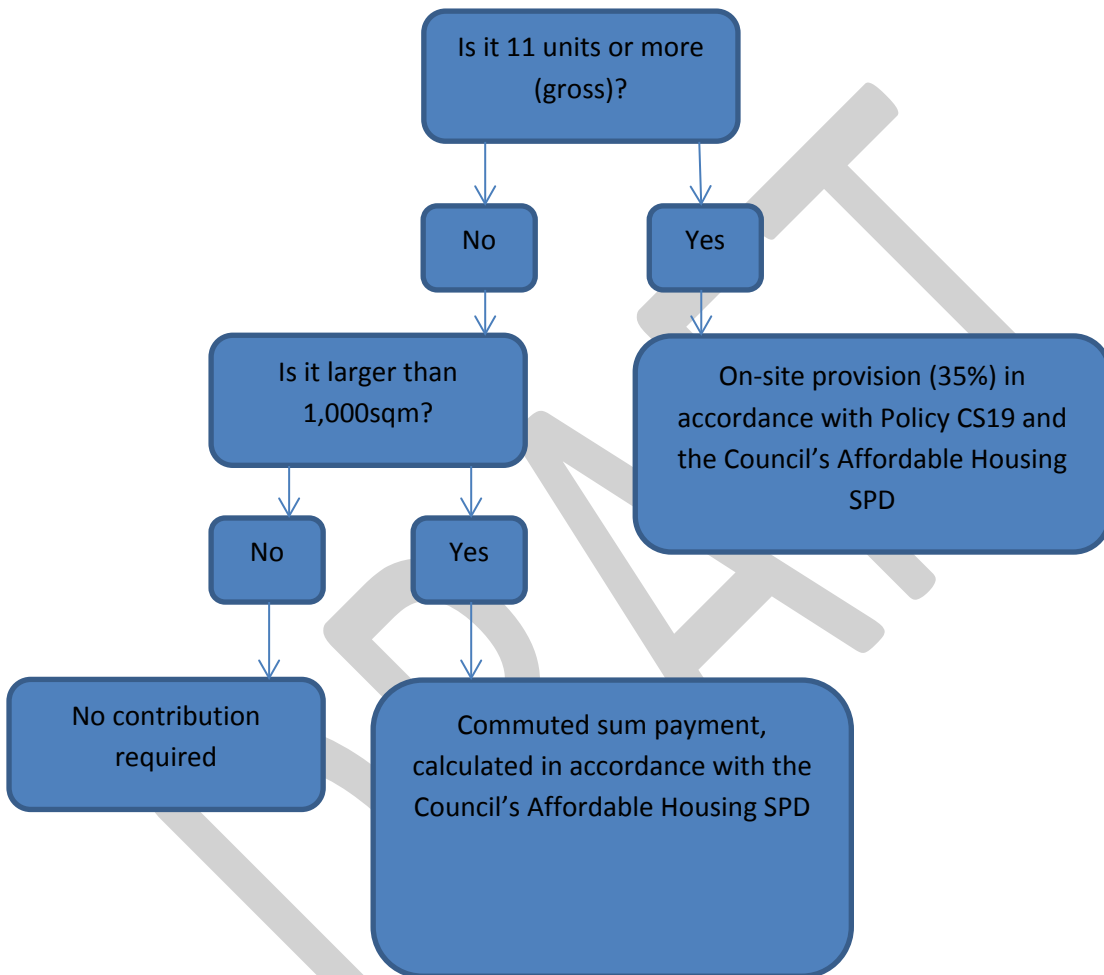 Is it 11 units or more
(gross)?
No
Yes
Is it larger than
1,000sqm?
On-site provision (35%) in
accordance with Policy CS19 and
the Council’s Affordable Housing
SPD
No
Yes
No contribution
required
Commuted sum payment,
calculated in accordance with the
Council’s Affordable Housing SPD
DRAFT